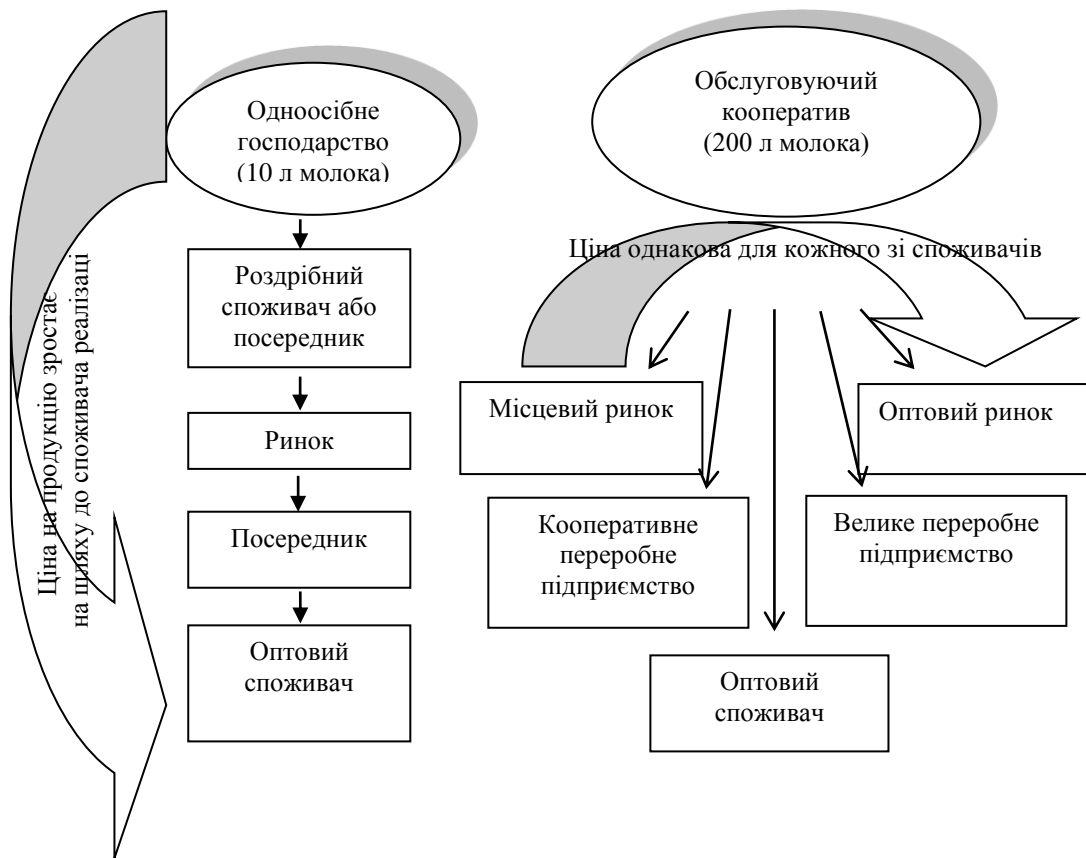 Одноосібне
господарство
(10 л молока)
Роздрібний
споживач або
посередник
Ринок
Посередник
Оптовий
споживач
Ціна на продукцію зростає
на шляху до споживача реалізаці
Обслуговуючий
кооператив
(200 л молока)
Ціна однакова для кожного зі споживачів
Місцевий ринок
Оптовий ринок
Кооперативне
переробне
підприємство
Велике переробне
підприємство
Оптовий
споживач